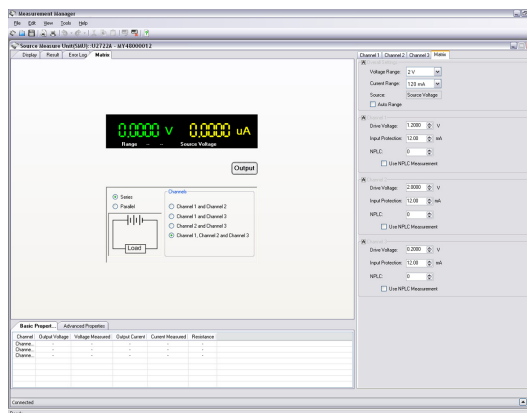 Measurement Manager
File Edit View Tools Help
Source Measure Unit(SMU): :U2722A - MY48000012
Display Result Error Log Matrix
0.0000 V 0.0000 uA
Range -- -- Source Voltage
Output
Series
Parallel
Load
Channels
Channel 1 and Channel 2
Channel 1 and Channel 3
Channel 2 and Channel 3
Channel 1, Channel 2 and Channel 3
Basic Propert... Advanced Properties
Channel Output Voltage Voltage Measured Output Current Current Measured Resistance
Channe... - - - - -
Channe... - - - - -
Channe... - - - - -
Connected
Ready
Channel 1 Channel 2 Channel 3 Matrix
Voltage Range: 2 V
Current Range: 120 mA
Source: Source Voltage
Auto Range
Drive Voltage: 1.2000 V
Input Protection: 12.00 mA
NPLC: 0
Use NPLC Measurement
Drive Voltage: 2.0000 V
Input Protection: 12.00 mA
NPLC: 0
Use NPLC Measurement
Drive Voltage: 0.2000 V
Input Protection: 12.00 mA
NPLC: 0
Use NPLC Measurement